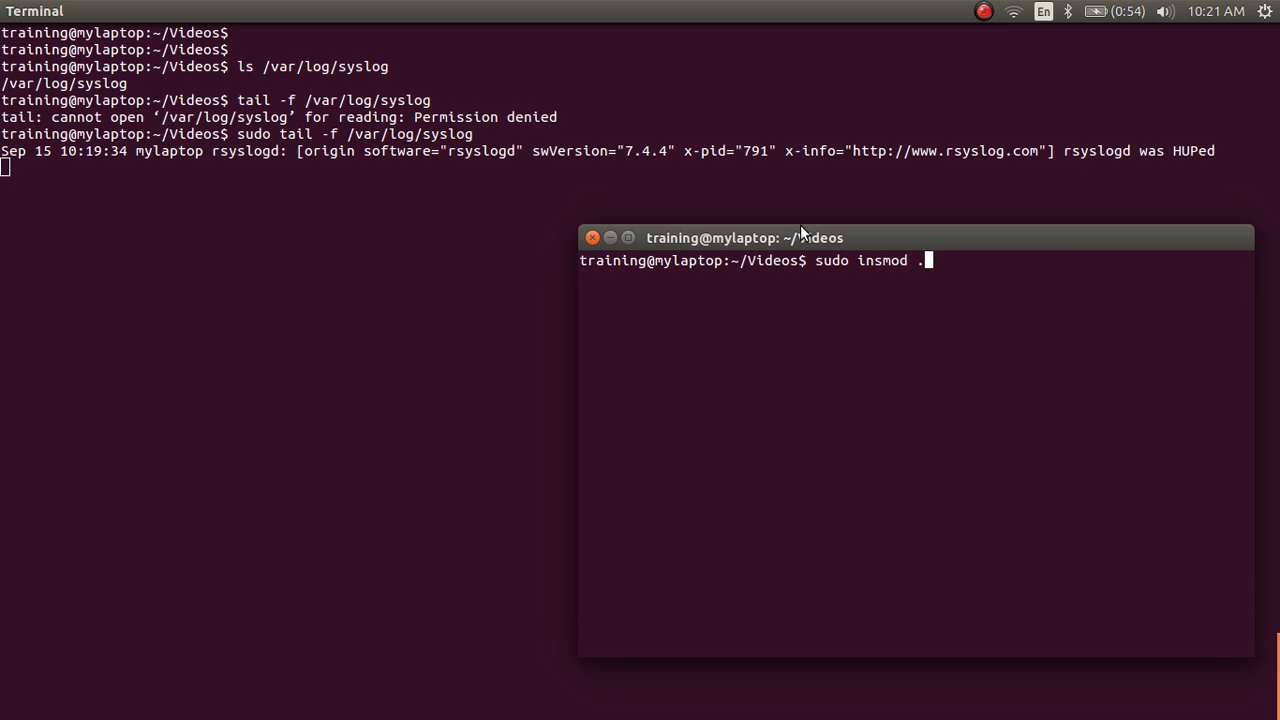 Terminal
En
(0:54)
10:21 AM
training@mylaptop:~/Videos$
training@mylaptop:~/Videos$
training@mylaptop:~/Videos$ ls /var/log/syslog
/var/log/syslog
training@mylaptop:~/Videos$ tail -f /var/log/syslog
tail: cannot open ‘/var/log/syslog’ for reading: Permission denied
training@mylaptop:~/Videos$ sudo tail -f /var/log/syslog
Sep 15 10:19:34 mylaptop rsyslogd: [origin software="rsyslogd" swVersion="7.4.4" x-pid="791" x-info="http://www.rsyslog.com"] rsyslogd was HUPed
training@mylaptop: ~/Videos
training@mylaptop:~/Videos$ sudo insmod .